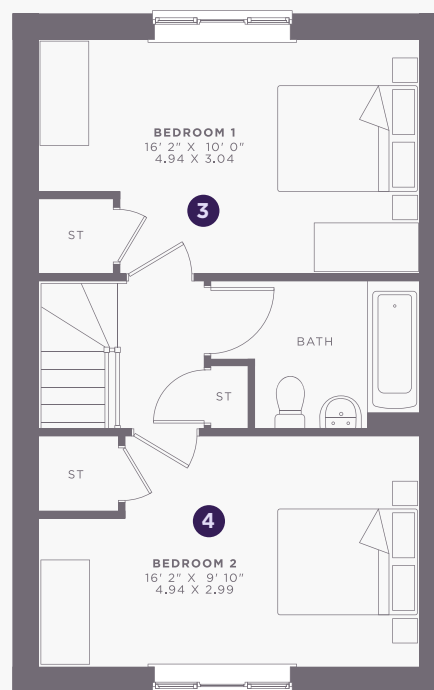 BEDROOM 1
16' 2" X 10' 0"
4.94 X 3.04
3
ST
BATH
ST
ST
4
BEDROOM 2
16' 2" X 9' 10"
4.94 X 2.99